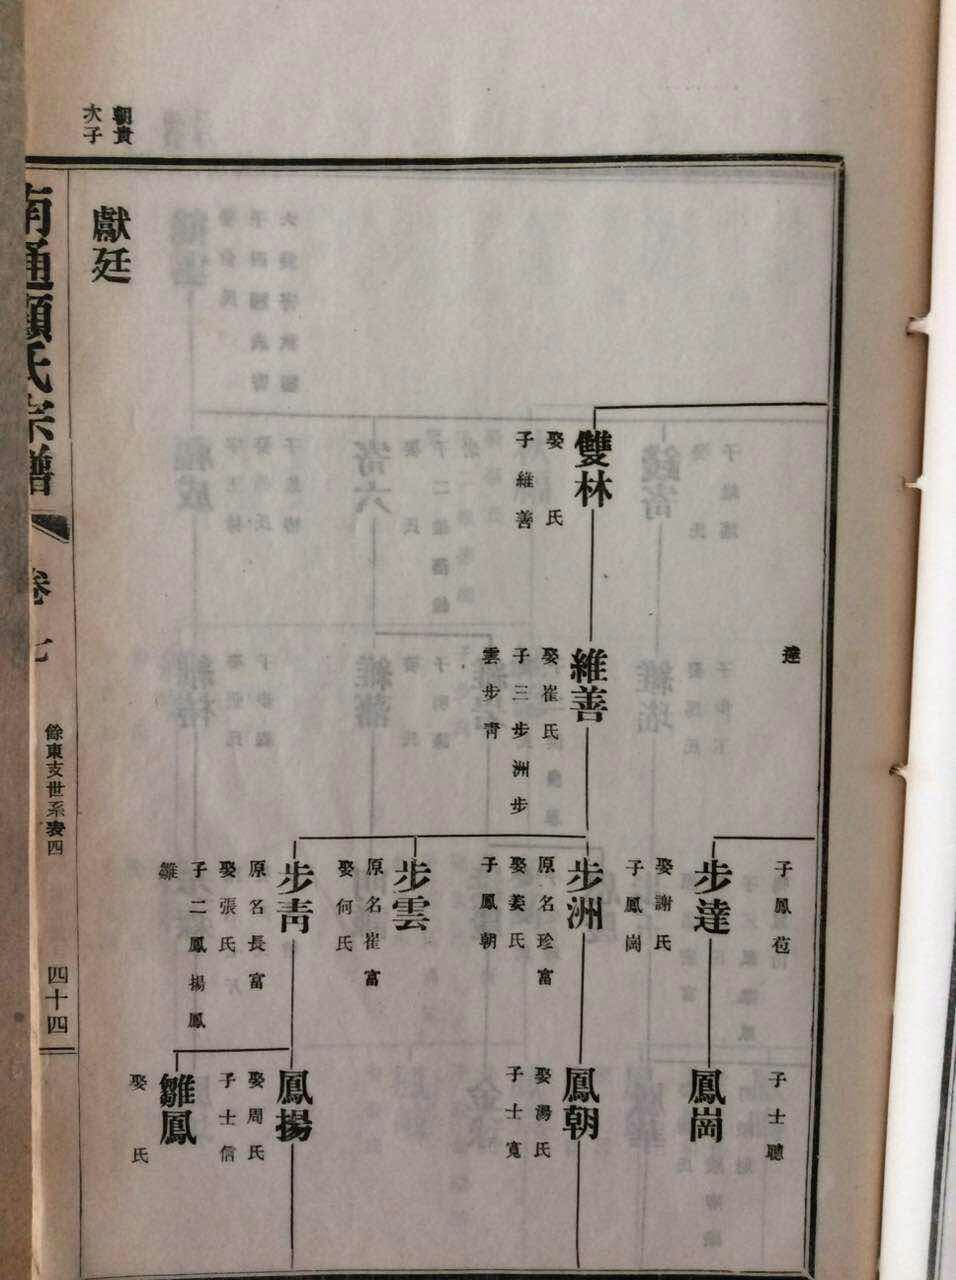 達
子鳳苞
子士聰
步達
娶謝氏
子鳳崗
鳳崗
雙林
娶氏
子維善
維善
娶崔氏
子三步洲步
雲步靑
步洲
原名珍富
娶姜氏
子鳳朝
鳳朝
娶湯氏
子士寬
步雲
原名崔富
娶何氏
步靑
原名長富
娶張氏
子二鳳揚鳳
雛
鳳揚
娶周氏
子士信
雛鳳
娶氏
朝貴
大子
獻廷
南通顧氏宗譜
卷七
餘東支世系表四
四十四